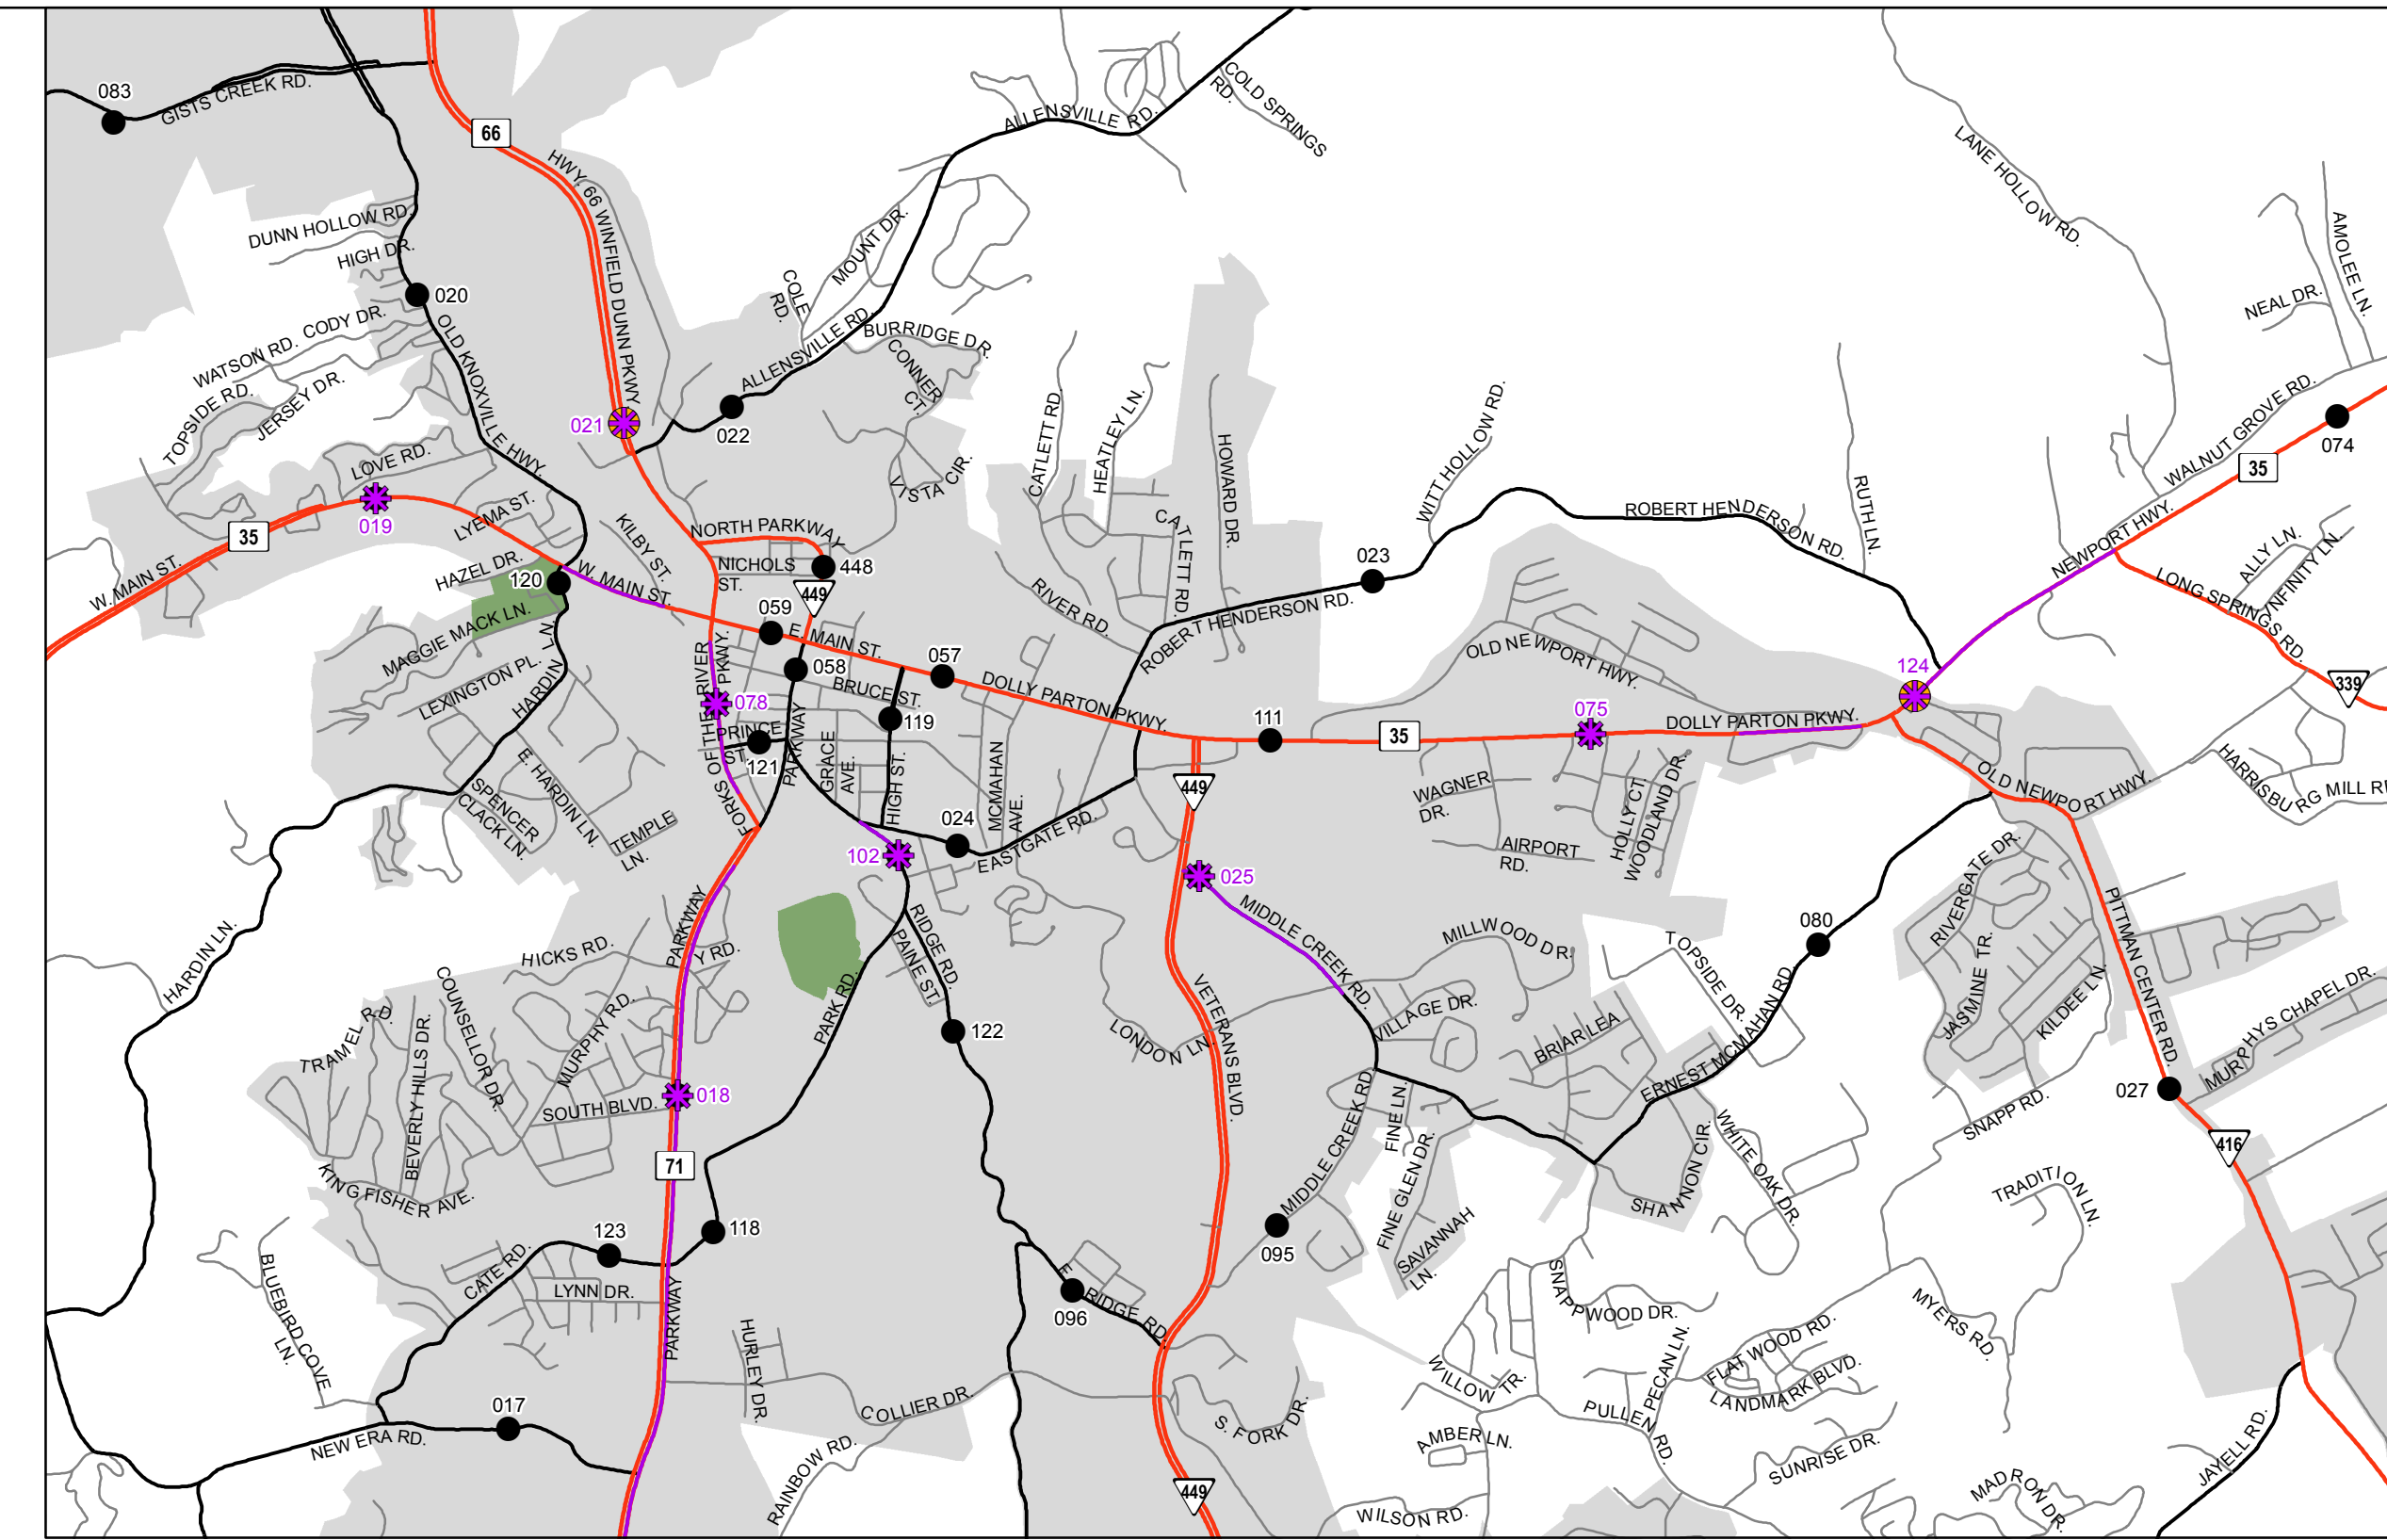 083
GISTS CREEK RD.
66
HWY. 66 WINFIELD DUNN PKWY.
ALLENSVILLE RD.
COLD SPRINGS
RD.
LANE HOLLOW RD.
AMOLEE LN.
NEAL DR.
DUNN HOLLOW RD.
HIGH DR.
020
WATSON RD.
CODY DR.
OLD KNOXVILLE HWY.
TOPSIDE RD.
JERSEY DR.
LOVE RD.
COLE
RD.
MOUNT DR.
ALLENSVILLE RD.
BURRIDGE DR.
CONNER
CT.
021
022
VISTA CIR.
CATLETT RD.
HEATLEY LN.
HOWARD DR.
WITT HOLLOW RD.
RUTH LN.
WALNUT GROVE RD.
074
35
019
LYEMA ST.
35
W. MAIN ST.
KILBY ST.
NORTH PARKWAY
NICHOLS
ST.
448
449
CATLETT RD.
023
ROBERT HENDERSON RD.
ROBERT HENDERSON RD.
NEWPORT HWY.
ALLY LN.
INFINITY LN.
LONG SPRINGS RD.
339
HAZEL DR.
120
W. MAIN ST.
MAGGIE MACK LN.
059
E. MAIN ST.
058
057
RIVER RD.
OLD NEWPORT HWY.
124
LEXINGTON PL.
HARDIN LN.
FORKS OF THE RIVER
PKWY.
078
BRUCE ST.
119
DOLLY PARTON PKWY.
111
35
075
DOLLY PARTON PKWY.
PRINCE
ST.
121
PARKWAY
GRACE
AVE.
HIGH ST.
MCMAHAN
AVE.
449
WAGNER
DR.
HOLLY CT.
WOODLAND DR.
AIRPORT
RD.
OLD NEWPORT HWY.
HARRISBURG MILL RD
E. HARDIN LN.
SPENCER
CLACK LN.
TEMPLE
LN.
102
024
EASTGATE RD.
025
MIDDLE CREEK RD.
HARDIN LN.
HICKS RD.
PARKWAY
Y RD.
RIDGE RD.
PAINE ST.
PARK RD.
122
LONDON LN.
VETERANS BLVD.
MILLWOOD DR.
VILLAGE DR.
BRIAR LEA
TOPSIDE DR.
080
ERNEST MCMAHAN RD.
RIVERGATE DR.
JASMINE TR.
KILDEE LN.
PITTMAN CENTER RD.
MURPHYS CHAPEL DR.
027
416
SNAPP RD.
TRAMEL RD.
BEVERLY HILLS DR.
COUNSELLOR DR.
MURPHY RD.
SOUTH BLVD.
018
71
KINGFISHER AVE.
FINE LN.
FINE GLEN DR.
MIDDLE CREEK RD.
095
SAVANNAH
LN.
SHANNON CIR.
WHITE OAK DR.
TRADITION LN.
123
118
CATE RD.
LYNN DR.
PARKWAY
BLUEBIRD COVE
LN.
E RIDGE RD.
096
SNAPPWOOD DR.
MYERS RD.
FLAT WOOD RD.
LANDMARK BLVD.
PECAN LN.
PULLEN RD.
WILLOW TR.
HURLEY DR.
COLLIER DR.
S. FORK DR.
017
NEW ERA RD.
RAINBOW RD.
449
AMBER LN.
WILSON RD.
SUNRISE DR.
MADRON DR.
JAYELL RD.